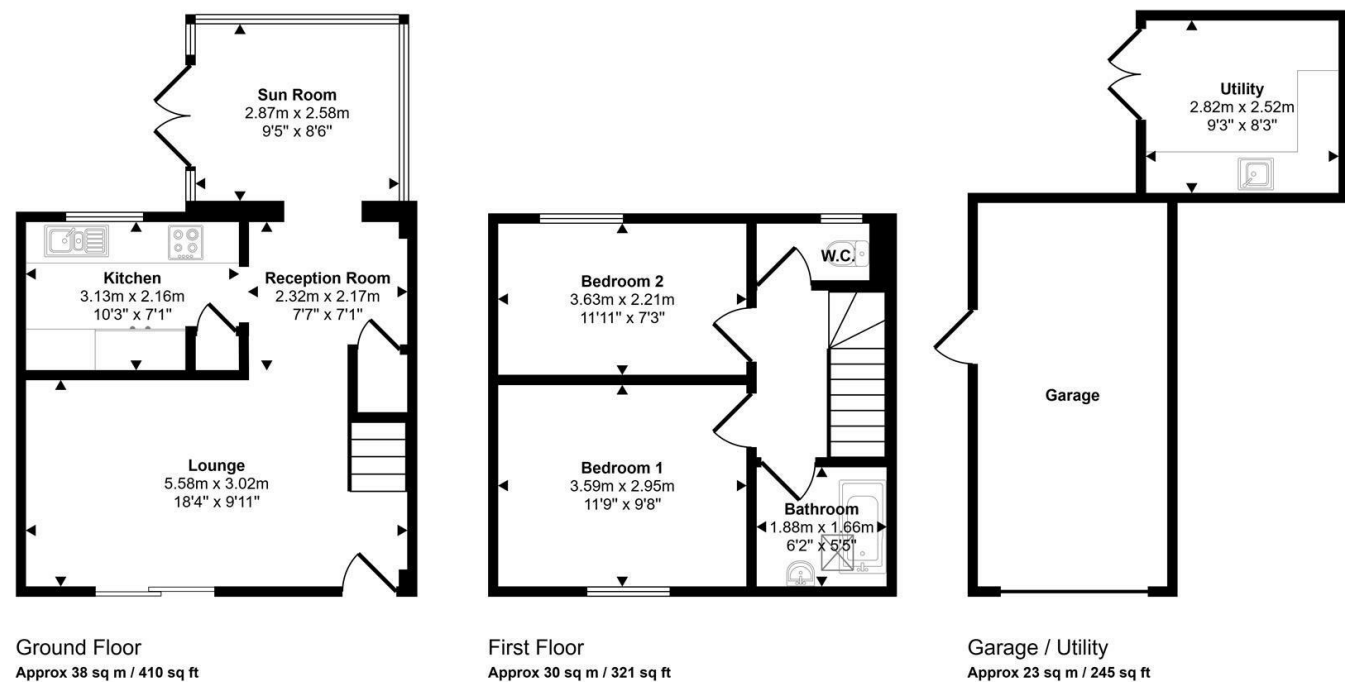 Sun Room
2.87m x 2.58m
9'5" x 8'6"
Kitchen
3.13m x 2.16m
10'3" x 7'1"
Reception Room
2.32m x 2.17m
7'7" x 7'1"
Lounge
5.58m x 3.02m
18'4" x 9'11"
Ground Floor
Approx 38 sq m / 410 sq ft
W.C.
Bedroom 2
3.63m x 2.21m
11'11" x 7'3"
Bedroom 1
3.59m x 2.95m
11'9" x 9'8"
Bathroom
1.88m x 1.66m
6'2" x 5'5"
First Floor
Approx 30 sq m / 321 sq ft
Utility
2.82m x 2.52m
9'3" x 8'3"
Garage
Garage / Utility
Approx 23 sq m / 245 sq ft